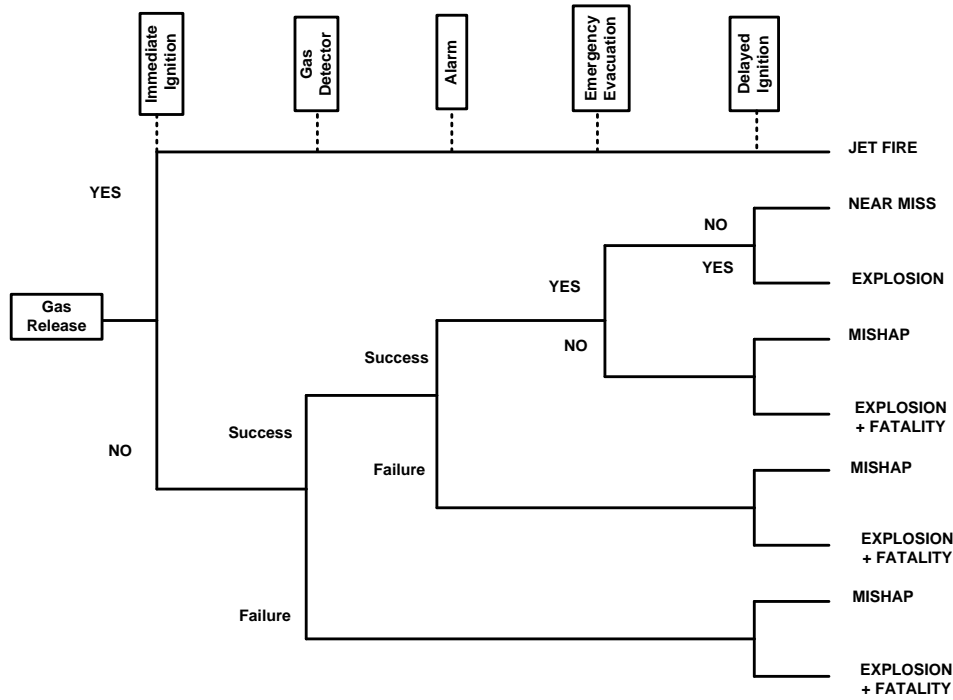 Immediate
Ignition
Gas
Detector
Alarm
Emergency
Evacuation
Delayed
Ignition
JET FIRE
YES
NEAR MISS
NO
YES
EXPLOSION
YES
Gas
Release
NO
MISHAP
Success
EXPLOSION
+ FATALITY
Success
NO
Failure
MISHAP
EXPLOSION
+ FATALITY
MISHAP
Failure
EXPLOSION
+ FATALITY